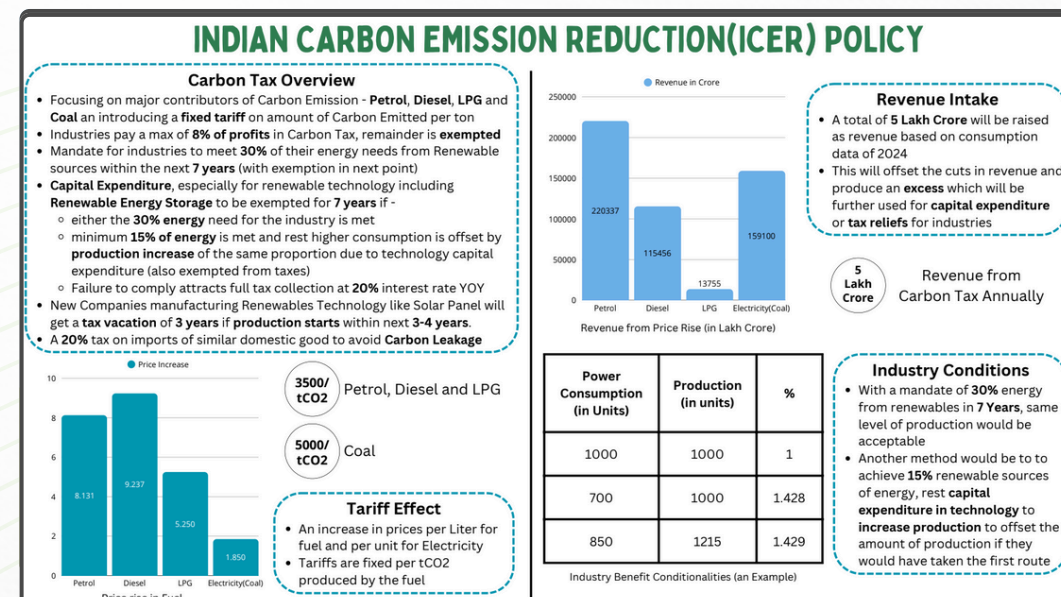 INDIAN CARBON EMISSION REDUCTION(ICER) POLICY
Carbon Tax Overview
Focusing on major contributors of Carbon Emission - Petrol, Diesel, LPG and
Coal an introducing a fixed tariff on amount of Carbon Emitted per ton
Industries pay a max of 8% of profits in Carbon Tax, remainder is exempted
Mandate for industries to meet 30% of their energy needs from Renewable
sources within the next 7 years (with exemption in next point)
Capital Expenditure, especially for renewable technology including
Renewable Energy Storage to be exempted for 7 years if -
either the 30% energy need for the industry is met
minimum 15% of energy is met and rest higher consumption is offset by
production increase of the same proportion due to technology capital
expenditure (also exempted from taxes)
Failure to comply attracts full tax collection at 20% interest rate YOY
New Companies manufacturing Renewables Technology like Solar Panel will
get a tax vacation of 3 years if production starts within next 3-4 years.
A 20% tax on imports of similar domestic good to avoid Carbon Leakage
Price Increase
10
8
6
4
2
0
8.131
9.237
5.250
1.850
Petrol
Diesel
LPG
Electricity(Coal)
Price rise in Fuel
3500/
tCO2
Petrol, Diesel and LPG
5000/
tCO2
Coal
Tariff Effect
An increase in prices per Liter for
fuel and per unit for Electricity
Tariffs are fixed per tCO2
produced by the fuel
Revenue in Crore
250000
200000
150000
100000
50000
0
220337
115456
13755
159100
Petrol
Diesel
LPG
Electricity(Coal)
Revenue from Price Rise (in Lakh Crore)
Revenue Intake
A total of 5 Lakh Crore will be raised
as revenue based on consumption
data of 2024
This will offset the cuts in revenue and
produce an excess which will be
further used for capital expenditure
or tax reliefs for industries
5
Lakh
Crore
Revenue from
Carbon Tax Annually
Power
Consumption
(in Units)
Production
(in units)
%
1000
1000
1
700
1000
1.428
850
1215
1.429
Industry Benefit Conditionalities (an Example)
Industry Conditions
With a mandate of 30% energy
from renewables in 7 Years, same
level of production would be
acceptable
Another method would be to to
achieve 15% renewable sources
of energy, rest capital
expenditure in technology to
increase production to offset the
amount of production if they
would have taken the first route